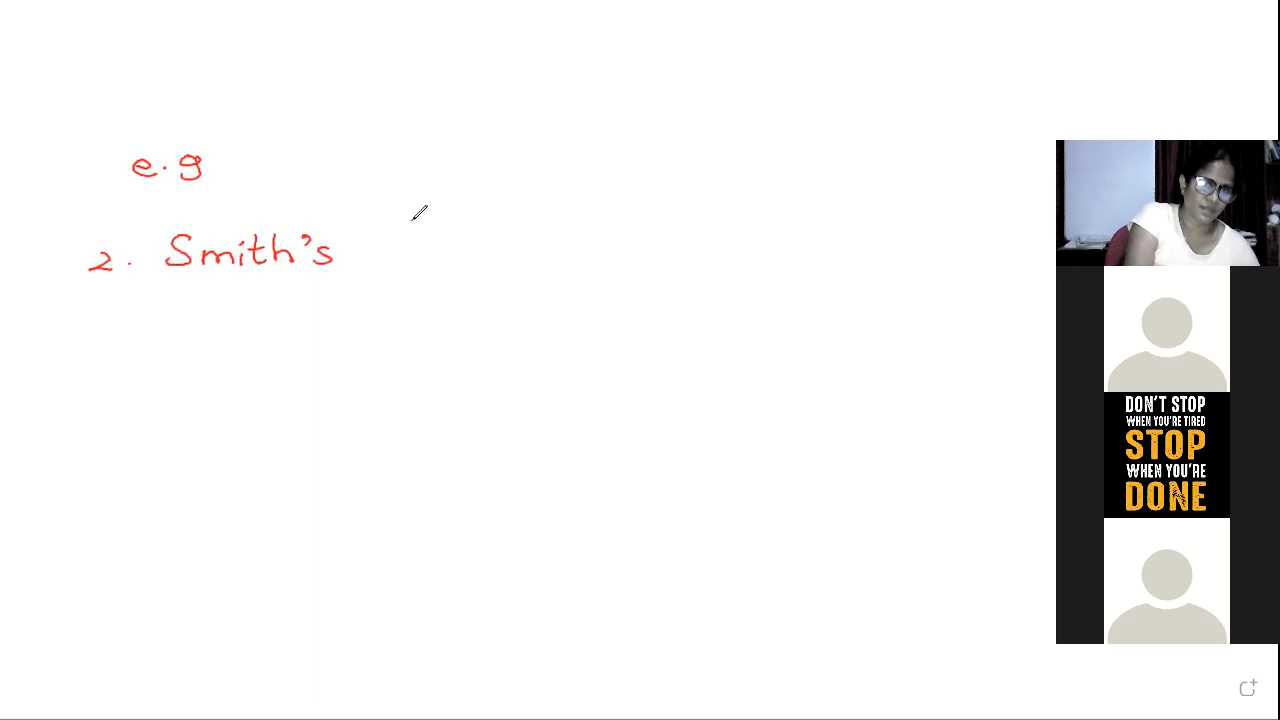 e.g
2. Smith's
DON'T STOP
WHEN YOU'RE TIRED
STOP
WHEN YOU'RE
DONE